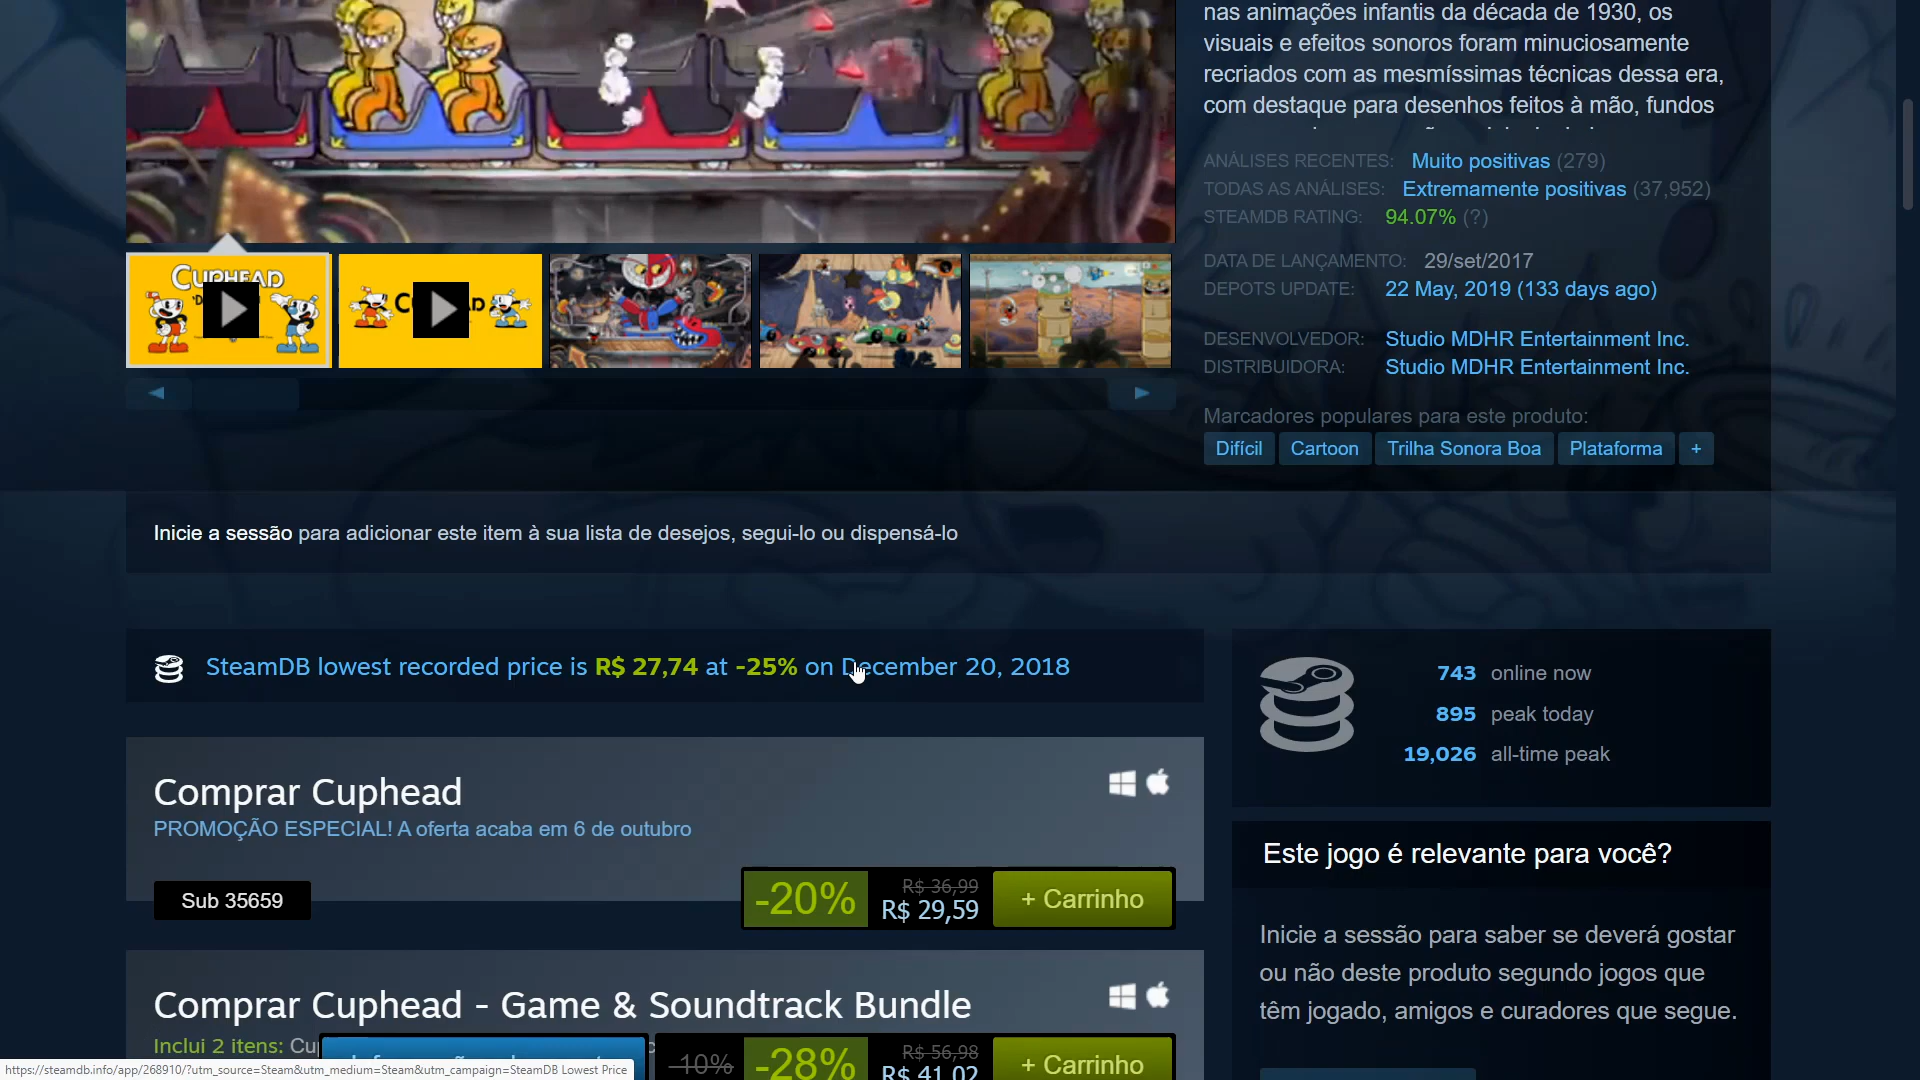 nas animações infantis da década de 1930, os
visuais e efeitos sonoros foram minuciosamente
recriados com as mesmíssimas técnicas dessa era,
com destaque para desenhos feitos à mão, fundos
ANÁLISES RECENTES: Muito positivas (279)
TODAS AS ANÁLISES: Extremamente positivas (37,952)
STEAMDB RATING: 94.07% (?)
DATA DE LANÇAMENTO: 29/set/2017
DEPOTS UPDATE: 22 May, 2019 (133 days ago)
DESENVOLVEDOR: Studio MDHR Entertainment Inc.
DISTRIBUIDORA: Studio MDHR Entertainment Inc.
Marcadores populares para este produto:
Difícil Cartoon Trilha Sonora Boa Plataforma +
CUPHEAD
Inicie a sessão para adicionar este item à sua lista de desejos, segui-lo ou dispensá-lo
SteamDB lowest recorded price is R$ 27,74 at -25% on December 20, 2018
743 online now
895 peak today
19,026 all-time peak
Comprar Cuphead
PROMOÇÃO ESPECIAL! A oferta acaba em 6 de outubro
Sub 35659
-20% R$ 36,99 R$ 29,59 + Carrinho
Este jogo é relevante para você?
Inicie a sessão para saber se deverá gostar
ou não deste produto segundo jogos que
têm jogado, amigos e curadores que segue.
Comprar Cuphead - Game & Soundtrack Bundle
Inclui 2 itens:
-10% -28% R$ 56,98 R$ 41,02 + Carrinho
https://steamdb.info/app/268910/?utm_source=Steam&utm_medium=Steam&utm_campaign=SteamDB Lowest Price